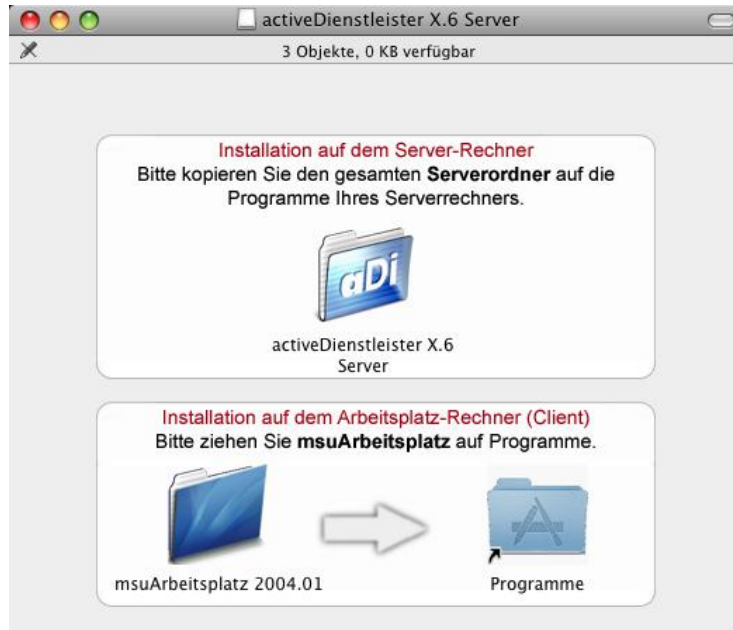 activeDienstleister X.6 Server
3 Objekte, 0 KB verfügbar
Installation auf dem Server-Rechner
Bitte kopieren Sie den gesamten Serverordner auf die
Programme Ihres Serverrechners.
aDi
activeDienstleister X.6
Server
Installation auf dem Arbeitsplatz-Rechner (Client)
Bitte ziehen Sie msuArbeitsplatz auf Programme.
msuArbeitsplatz 2004.01
Programme